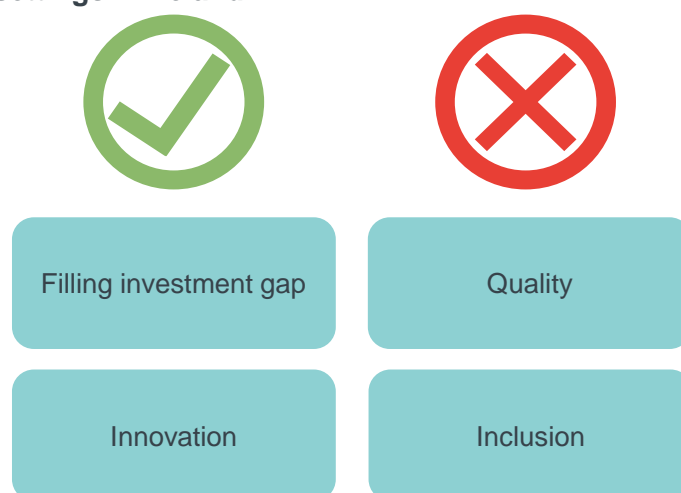 Filling investment gap
Quality
Innovation
Inclusion